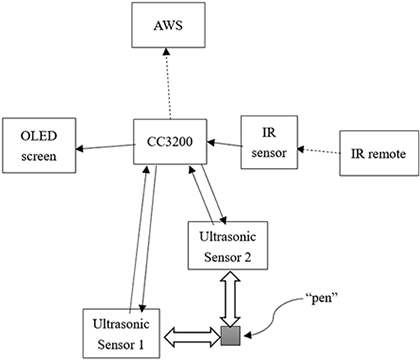 AWS
OLED
screen
CC3200
IR
sensor
IR remote
Ultrasonic
Sensor 2
“pen”
Ultrasonic
Sensor 1